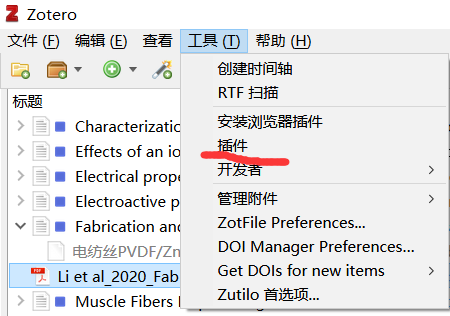 Zotero
文件 (F) 编辑 (E) 查看 工具 (T) 帮助 (H)
标题
Characterization
Effects of an io
Electrical prope
Electroactive p
Fabrication and
电纺丝PVDF/Zn
Li et al_2020_Fab
Muscle Fibers
创建时间轴
RTF 扫描
安装浏览器插件
插件
开发者
管理附件
ZotFile Preferences...
DOI Manager Preferences...
Get DOIs for new items
Zutilo 首选项...